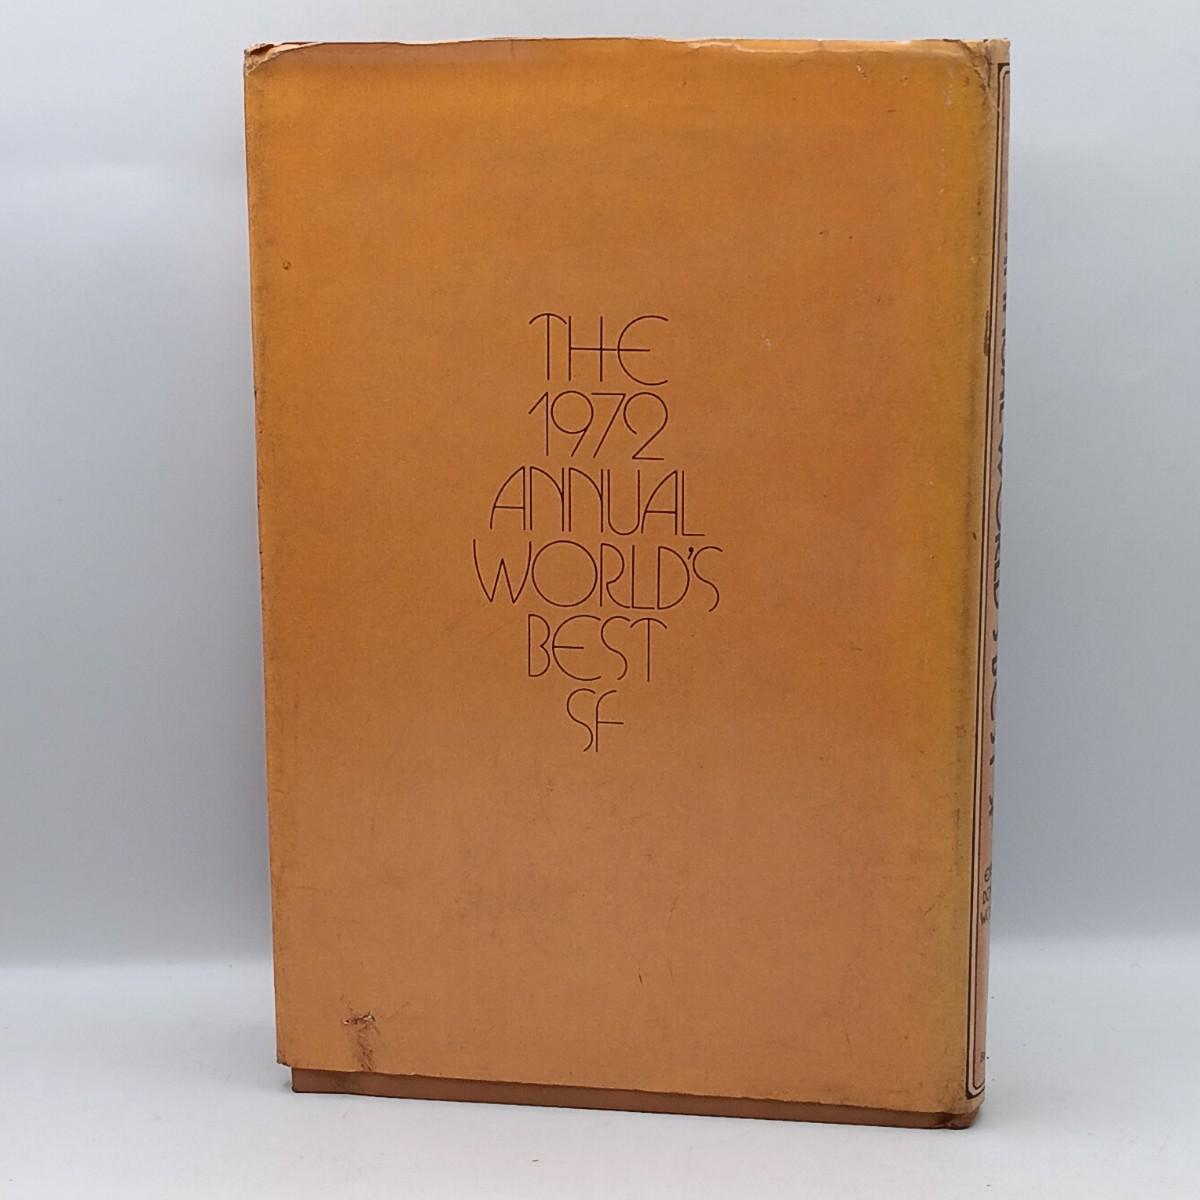 THE
1972
ANNUAL
WORLD'S
BEST
SF